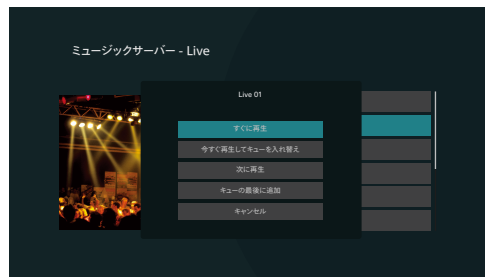 ミュージックサーバー - Live
Live 01
すぐに再生
今すぐ再生してキューを入れ替え
次に再生
キューの最後に追加
キャンセル